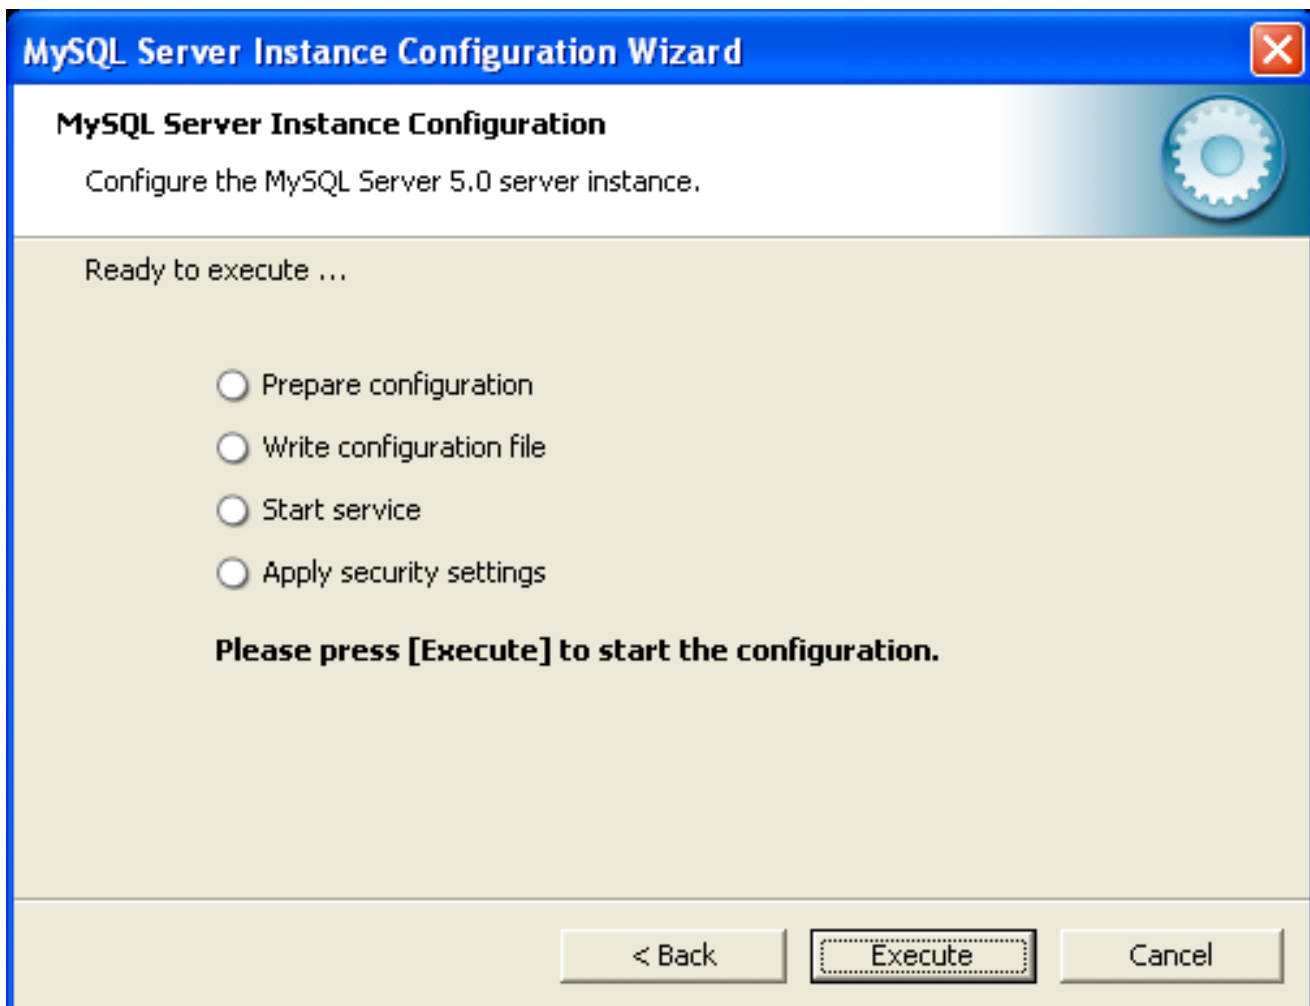 MySQL Server Instance Configuration Wizard
MySQL Server Instance Configuration
Configure the MySQL Server 5.0 server instance.
Ready to execute ...
Prepare configuration
Write configuration file
Start service
Apply security settings
Please press [Execute] to start the configuration.
< Back Execute Cancel